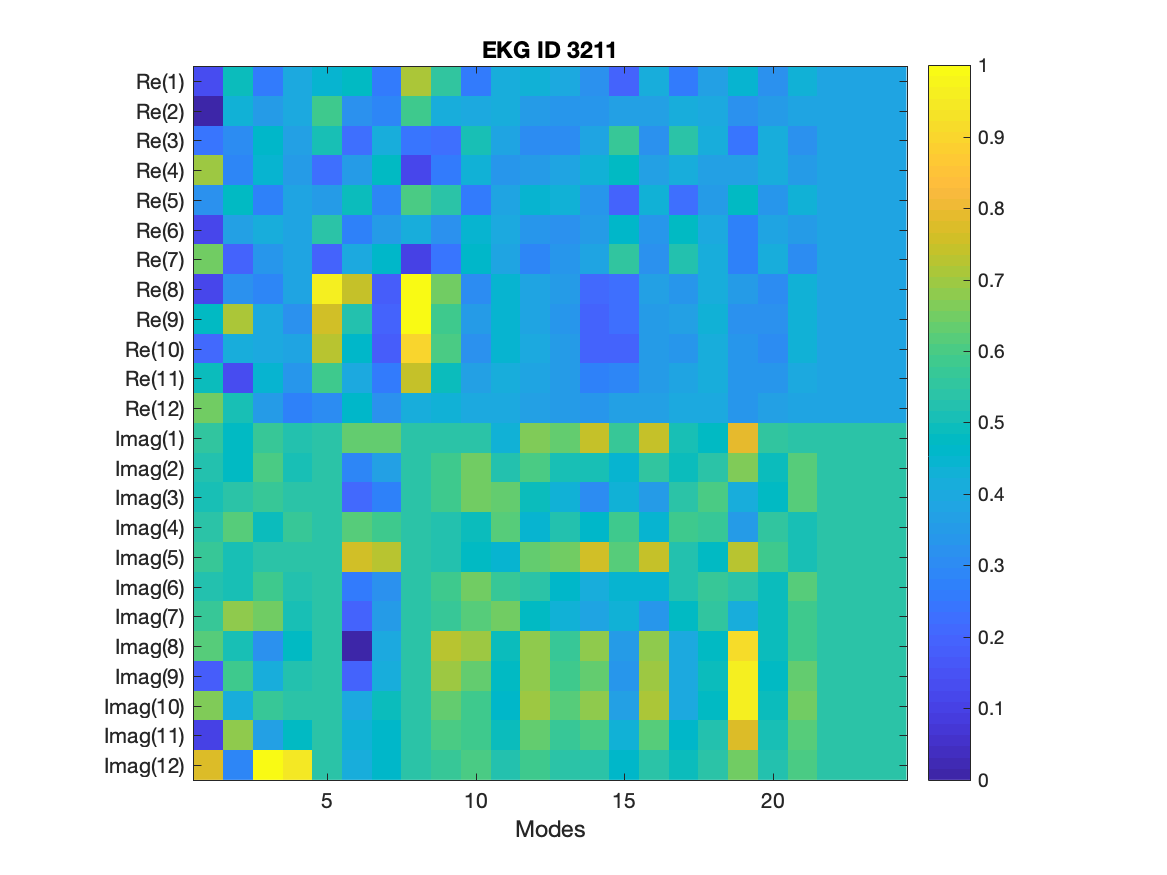 EKG ID 3211
Re(1)
Re(2)
Re(3)
Re(4)
Re(5)
Re(6)
Re(7)
Re(8)
Re(9)
Re(10)
Re(11)
Re(12)
Imag(1)
Imag(2)
Imag(3)
Imag(4)
Imag(5)
Imag(6)
Imag(7)
Imag(8)
Imag(9)
Imag(10)
Imag(11)
Imag(12)
5 10 15 20
Modes
1
0.9
0.8
0.7
0.6
0.5
0.4
0.3
0.2
0.1
0